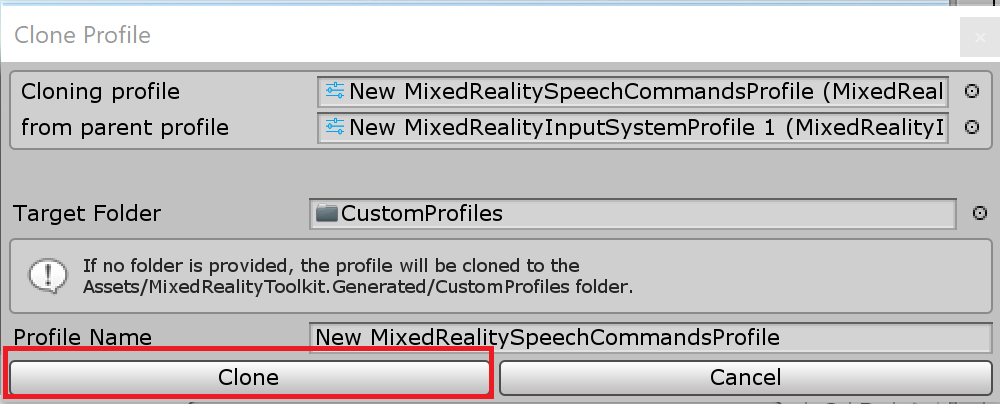 Clone Profile
Cloning profile New MixedRealitySpeechCommandsProfile (MixedReal
from parent profile New MixedRealityInputSystemProfile 1 (MixedRealityI
Target Folder CustomProfiles
If no folder is provided, the profile will be cloned to the
Assets/MixedRealityToolkit.Generated/CustomProfiles folder.
Profile Name New MixedRealitySpeechCommandsProfile
Clone Cancel